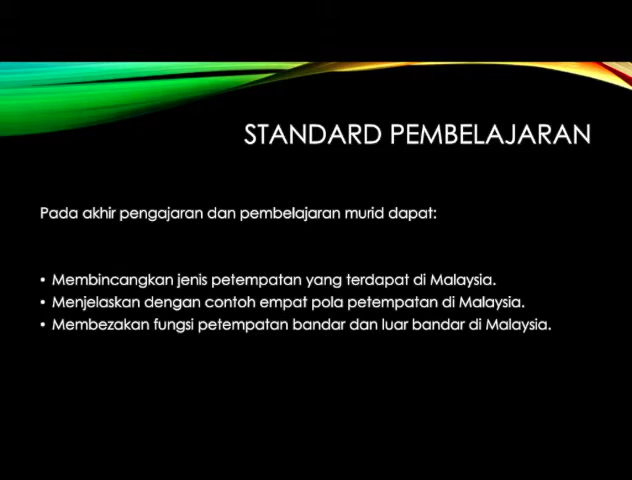 STANDARD PEMBELAJARAN
Pada akhir pengajaran dan pembelajaran murid dapat:
• Membincangkan jenis petempatan yang terdapat di Malaysia.
• Menjelaskan dengan contoh empat pola petempatan di Malaysia.
• Membezakan fungsi petempatan bandar dan luar bandar di Malaysia.